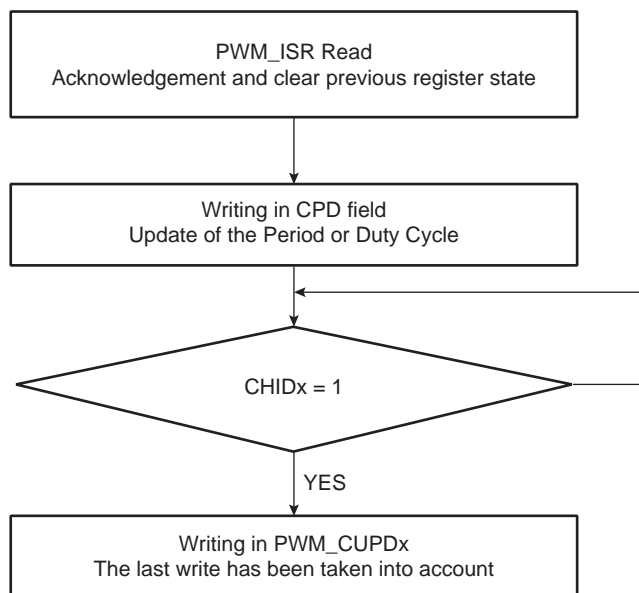 PWM_ISR Read
Acknowledgement and clear previous register state
Writing in CPD field
Update of the Period or Duty Cycle
CHIDx = 1
YES
Writing in PWM_CUPDx
The last write has been taken into account